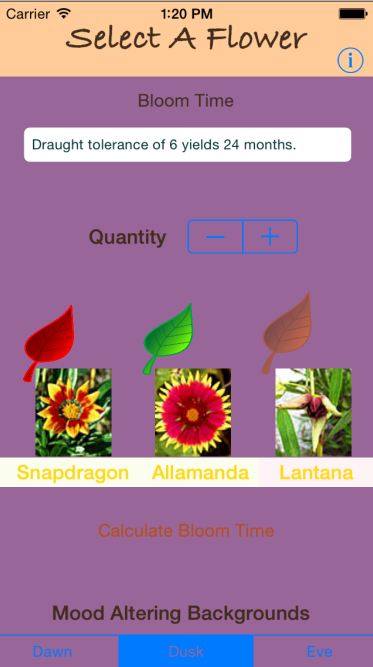 Carrier 1:20 PM
Select A Flower
i
Bloom Time
Draught tolerance of 6 yields 24 months.
Quantity − +
Snapdragon Allamanda Lantana
Calculate Bloom Time
Mood Altering Backgrounds
Dawn Dusk Eve